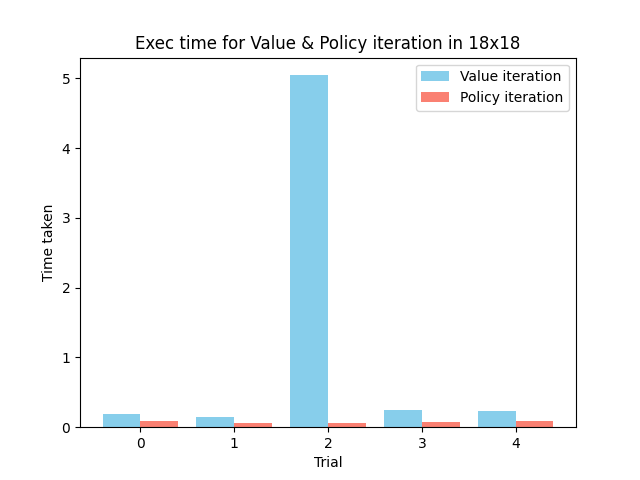 Exec time for Value & Policy iteration in 18x18
Value iteration
Policy iteration
5
4
3
2
1
0
Time taken
0 1 2 3 4
Trial